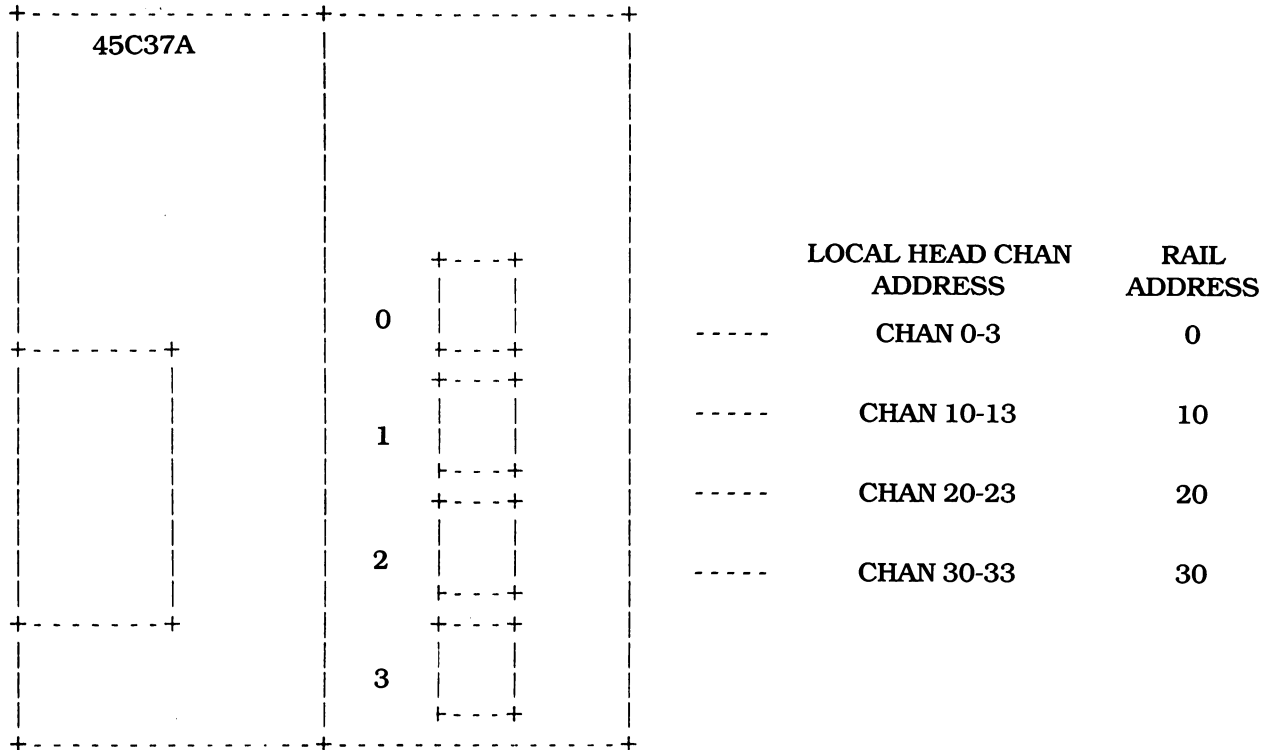 45C37A
LOCAL HEAD CHAN RAIL
ADDRESS ADDRESS
0
----- CHAN 0-3 0
1
----- CHAN 10-13 10
2
----- CHAN 20-23 20
3
----- CHAN 30-33 30